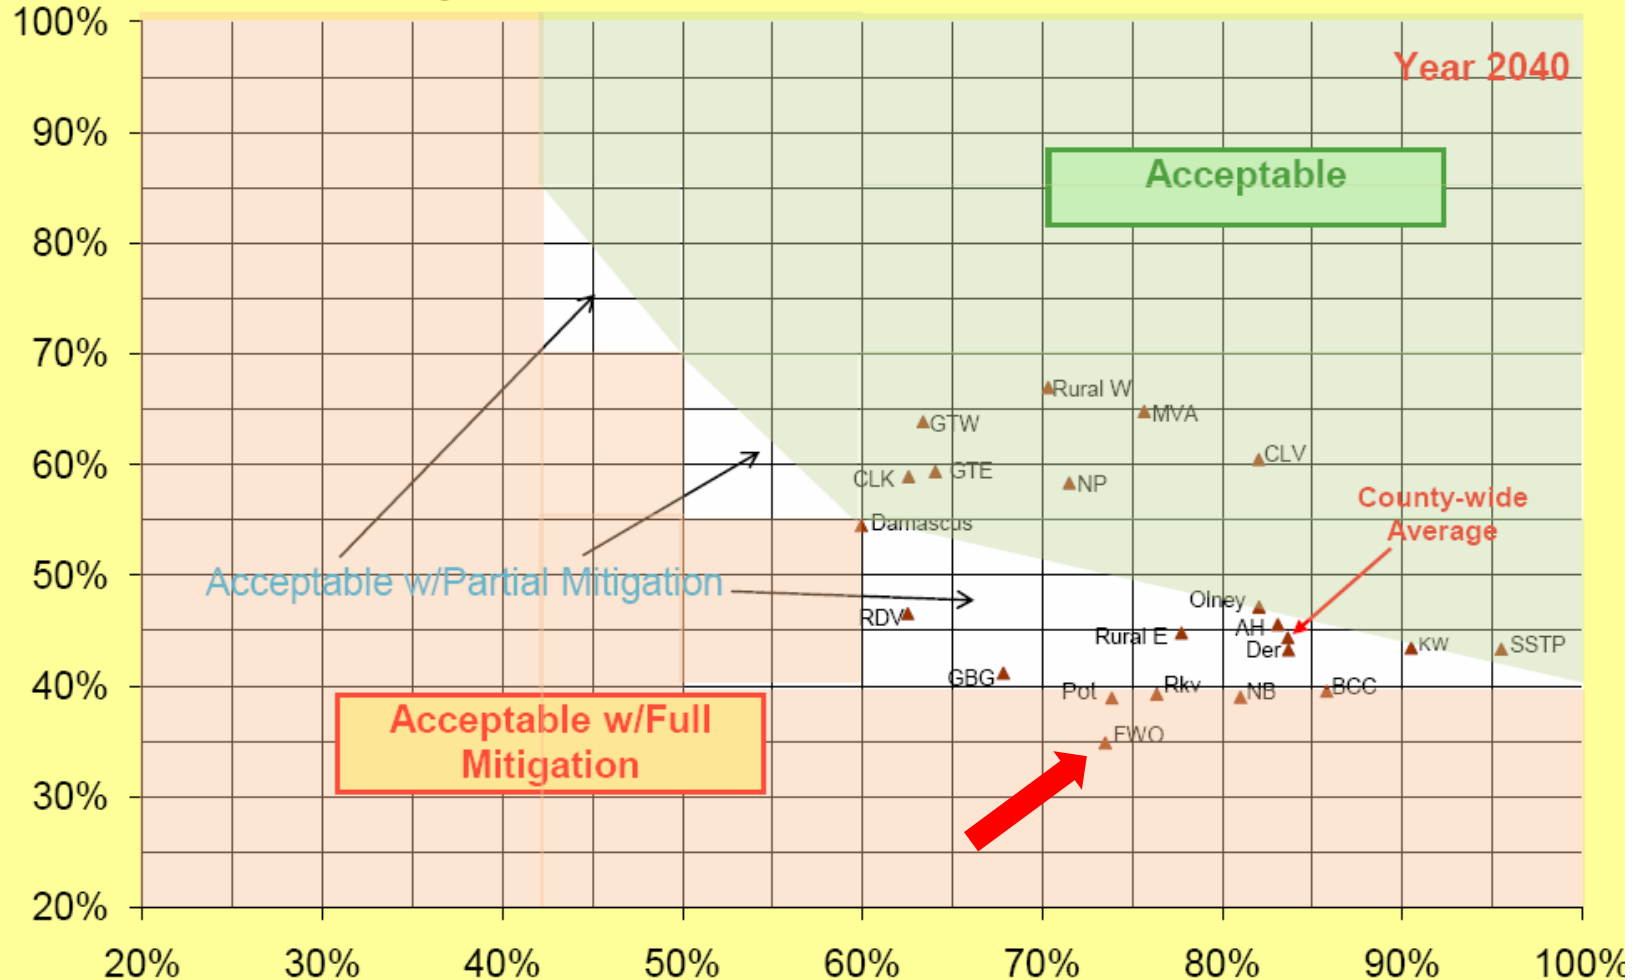 100%
Year 2040
90%
Acceptable
80%
70%
Rural W
MVA
GTW
60%
CLV
CLK
GTE
NP
County-wide
Average
Damascus
50%
Acceptable w/Partial Mitigation
Olney
RDV
AH
Rural E
Der
KW
SSTP
40%
GBG
Pot
Rkv
NB
BCC
Acceptable w/Full
Mitigation
FWO
30%
20%
20% 30% 40% 50% 60% 70% 80% 90% 100%